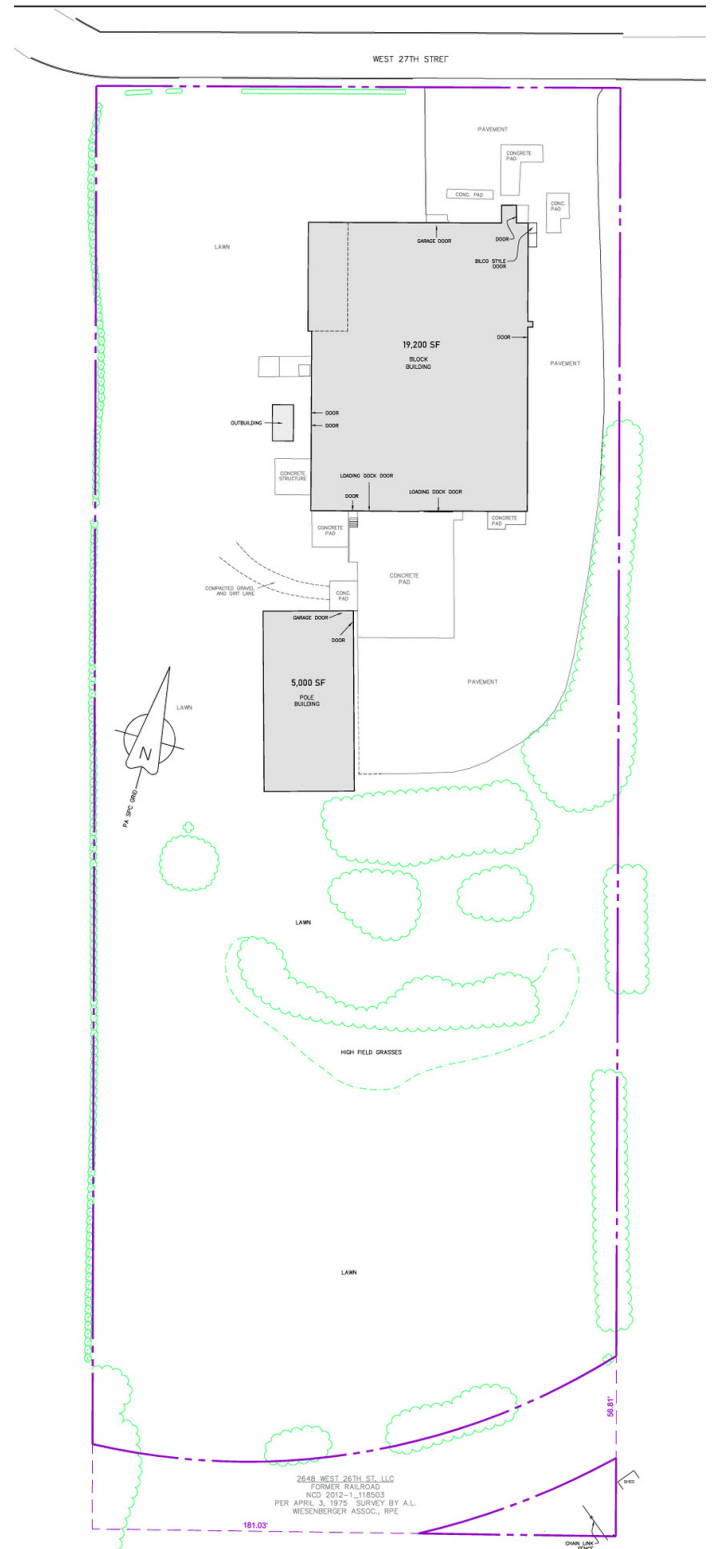 WEST 27TH STREET
PAVEMENT
CONCRETE
PAD
CONC. PAD
CONC.
PAD
LAWN
GARAGE DOOR
DOOR
BILCO STYLE
DOOR
19,200 SF
BLOCK
BUILDING
DOOR
PAVEMENT
DOOR
OUTBUILDING
DOOR
CONCRETE
STRUCTURE
LOADING DOCK DOOR
DOOR
LOADING DOCK DOOR
CONCRETE
PAD
CONCRETE
PAD
CONCRETE
PAD
COMPACTED GRAVEL
AND DIRT LANE
CONC.
PAD
GARAGE DOOR
DOOR
5,000 SF
POLE
BUILDING
PAVEMENT
LAWN
N
PA SPC GRID
LAWN
HIGH FIELD GRASSES
LAWN
56.81'
2648 WEST 26TH ST, LLC
FORMER RAILROAD
NCD 2012-1_118503
PER APRIL 3, 1975 SURVEY BY A.L.
WIESENBERGER ASSOC., RPE
SHED
181.03'
CHAIN LINK
FENCE